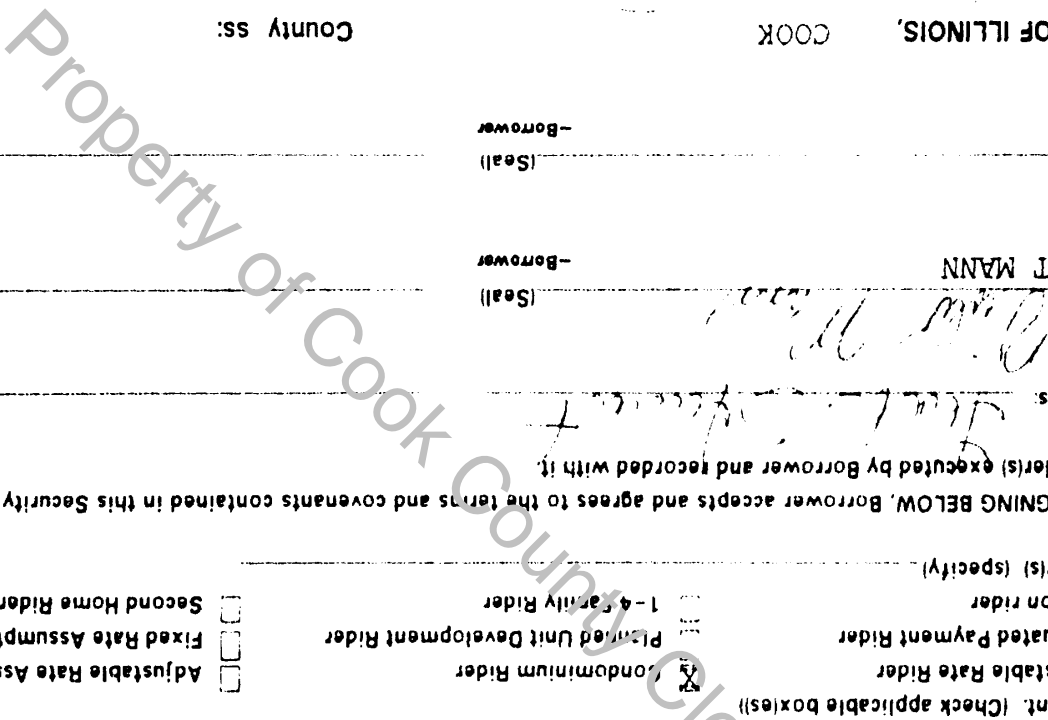 nt. (Check applicable box(es))
stable Rate Rider X Condominium Rider Adjustable Rate Ass
uated Payment Rider Planned Unit Development Rider Fixed Rate Assumpt
on rider 1-4 Family Rider Second Home Rider
(s) (specify)
GNING BELOW, Borrower accepts and agrees to the terms and covenants contained in this Security
der(s) executed by Borrower and recorded with it.
s:
(Seal)
T MANN -Borrower
(Seal)
-Borrower
OF ILLINOIS, COOK County ss:
Property of Cook County Cle